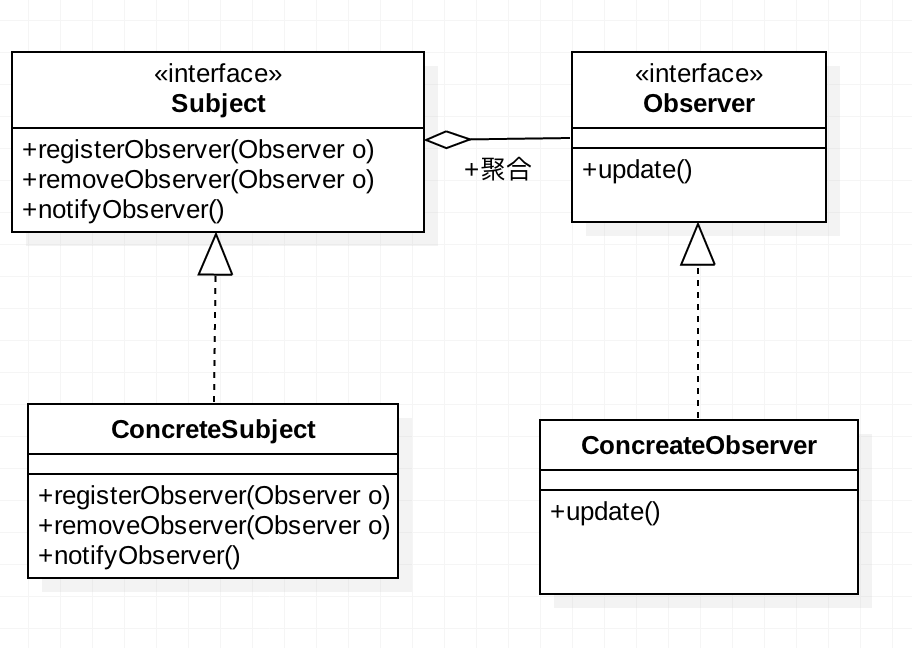 «interface»
Subject
+registerObserver(Observer o)
+removeObserver(Observer o)
+notifyObserver()
«interface»
Observer
+update()
+聚合
ConcreteSubject
+registerObserver(Observer o)
+removeObserver(Observer o)
+notifyObserver()
ConcreateObserver
+update()